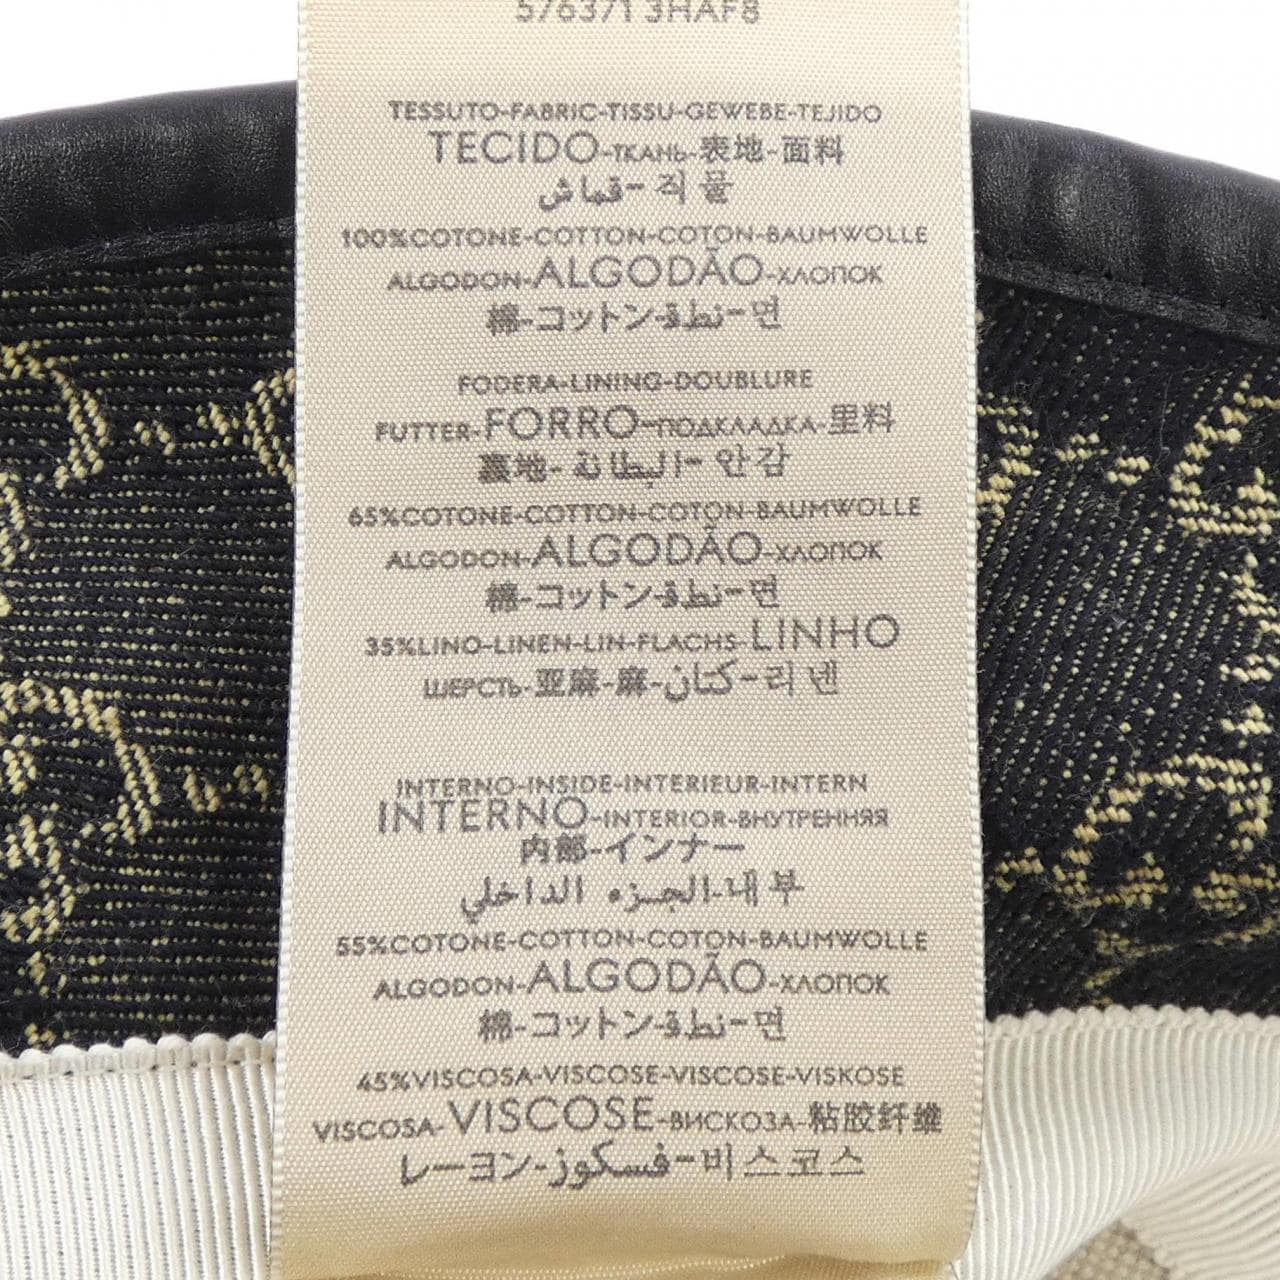 576371 3HAF8
TESSUTO-FABRIC-TISSU-GEWEBE-TEJIDO
TECIDO-ТКАНЬ-表地-面料
قماش-직물
100%COTONE-COTTON-COTON-BAUMWOLLE
ALGODON-ALGODÃO-ХЛОПОК
棉-コットン-نطق-면
FODERA-LINING-DOUBLURE
FUTTER-FORRO-ПОДКЛАДКА-里料
裏地-البطانة-안감
65%COTONE-COTTON-COTON-BAUMWOLLE
ALGODON-ALGODÃO-ХЛОПОК
棉-コットン-نطق-면
35%LINO-LINEN-LIN-FLACHS-LINHO
ШЕРСТЬ-亚麻-麻-كتان-리넨
INTERNO-INSIDE-INTERIEUR-INTERN
INTERNO-INTERIOR-ВНУТРЕННЯЯ
内部-インナー
الجزء الداخلي-내부
55%COTONE-COTTON-COTON-BAUMWOLLE
ALGODON-ALGODÃO-ХЛОПОК
棉-コットン-نطق-면
45%VISCOSA-VISCOSE-VISCOSE-VISKOSE
VISCOSA-VISCOSE-ВИСКОЗА-粘胶纤维
レーヨン-فسكوز-비스코스